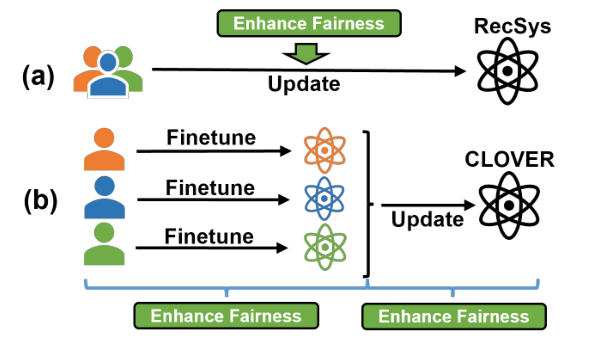 Enhance Fairness
RecSys
(a)
Update
Finetune
CLOVER
Finetune
(b)
Update
Finetune
Enhance Fairness
Enhance Fairness